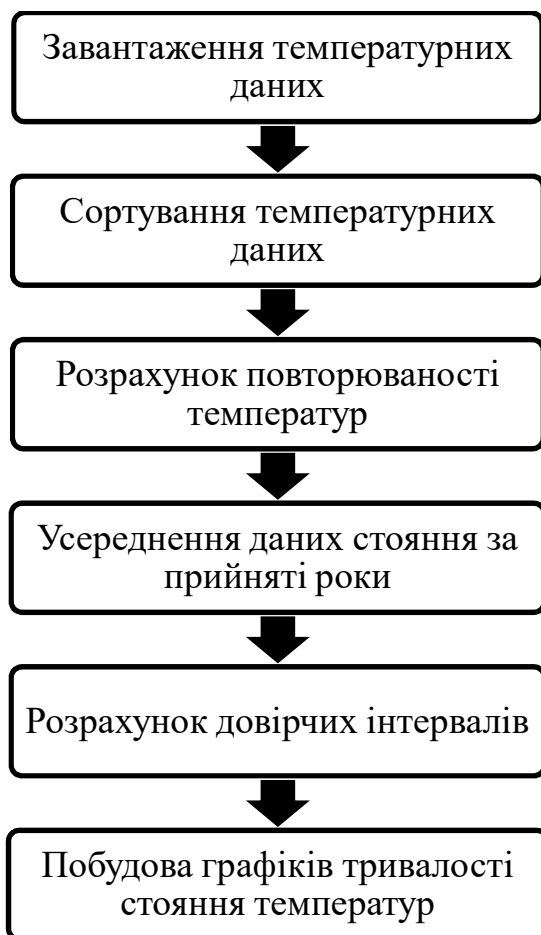 Завантаження температурних
даних
Сортування температурних
даних
Розрахунок повторюваності
температур
Усереднення даних стояння за
прийняті роки
Розрахунок довірчих інтервалів
Побудова графіків тривалості
стояння температур